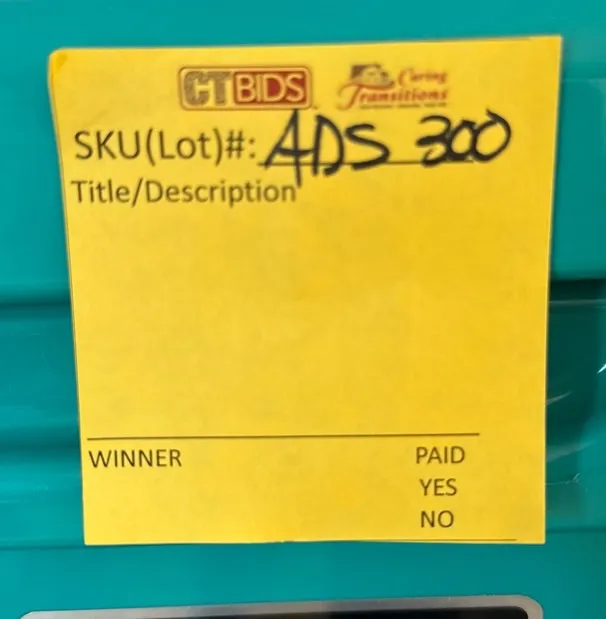 CTBIDS Caring
Transitions
SKU(Lot)#: ADS 300
Title/Description
WINNER PAID
YES
NO